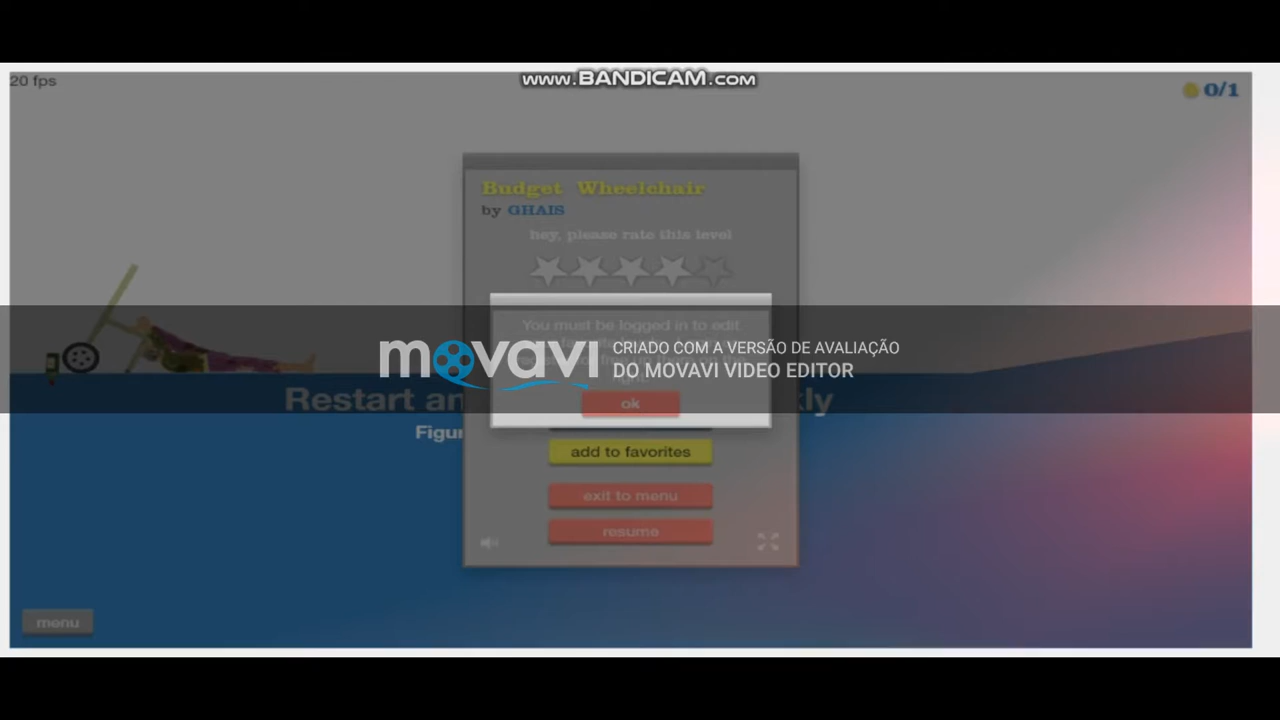 www.BANDICAM.com
20 fps
0/1
Budget Wheelchair
by GHAIS
hey, please rate this level
You must be logged in to edit
movavi
CRIADO COM A VERSÃO DE AVALIAÇÃO
DO MOVAVI VIDEO EDITOR
Restart an
kly
ok
Figur
add to favorites
exit to menu
resume
menu